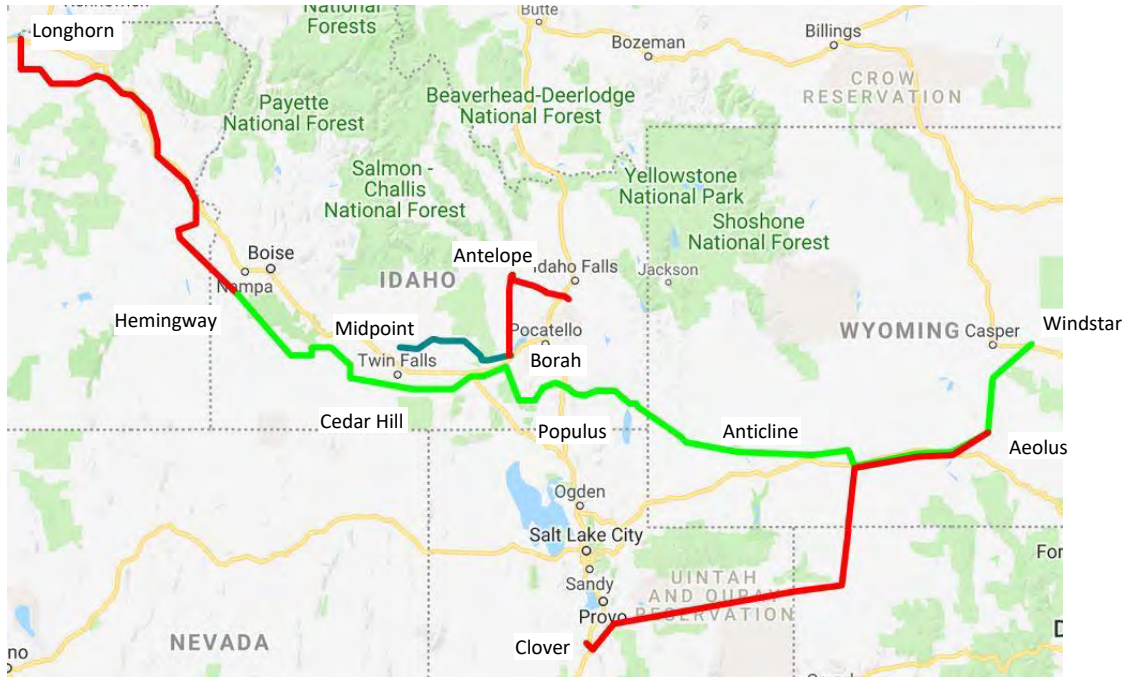 Longhorn
National
Forests
Butte
Bozeman
Billings
CROW
RESERVATION
Payette
National Forest
Beaverhead-Deerlodge
National Forest
Salmon -
Challis
National Forest
Yellowstone
National Park
Shoshone
National Forest
Boise
Nampa
Antelope
IDAHO
Idaho Falls
Jackson
Hemingway
Midpoint
Pocatello
WYOMING
Casper
Windstar
Twin Falls
Borah
Cedar Hill
Populus
Anticline
Aeolus
Ogden
Salt Lake City
Sandy
Provo
UINTAH
AND OURAY
RESERVATION
For
NEVADA
Clover
D
no